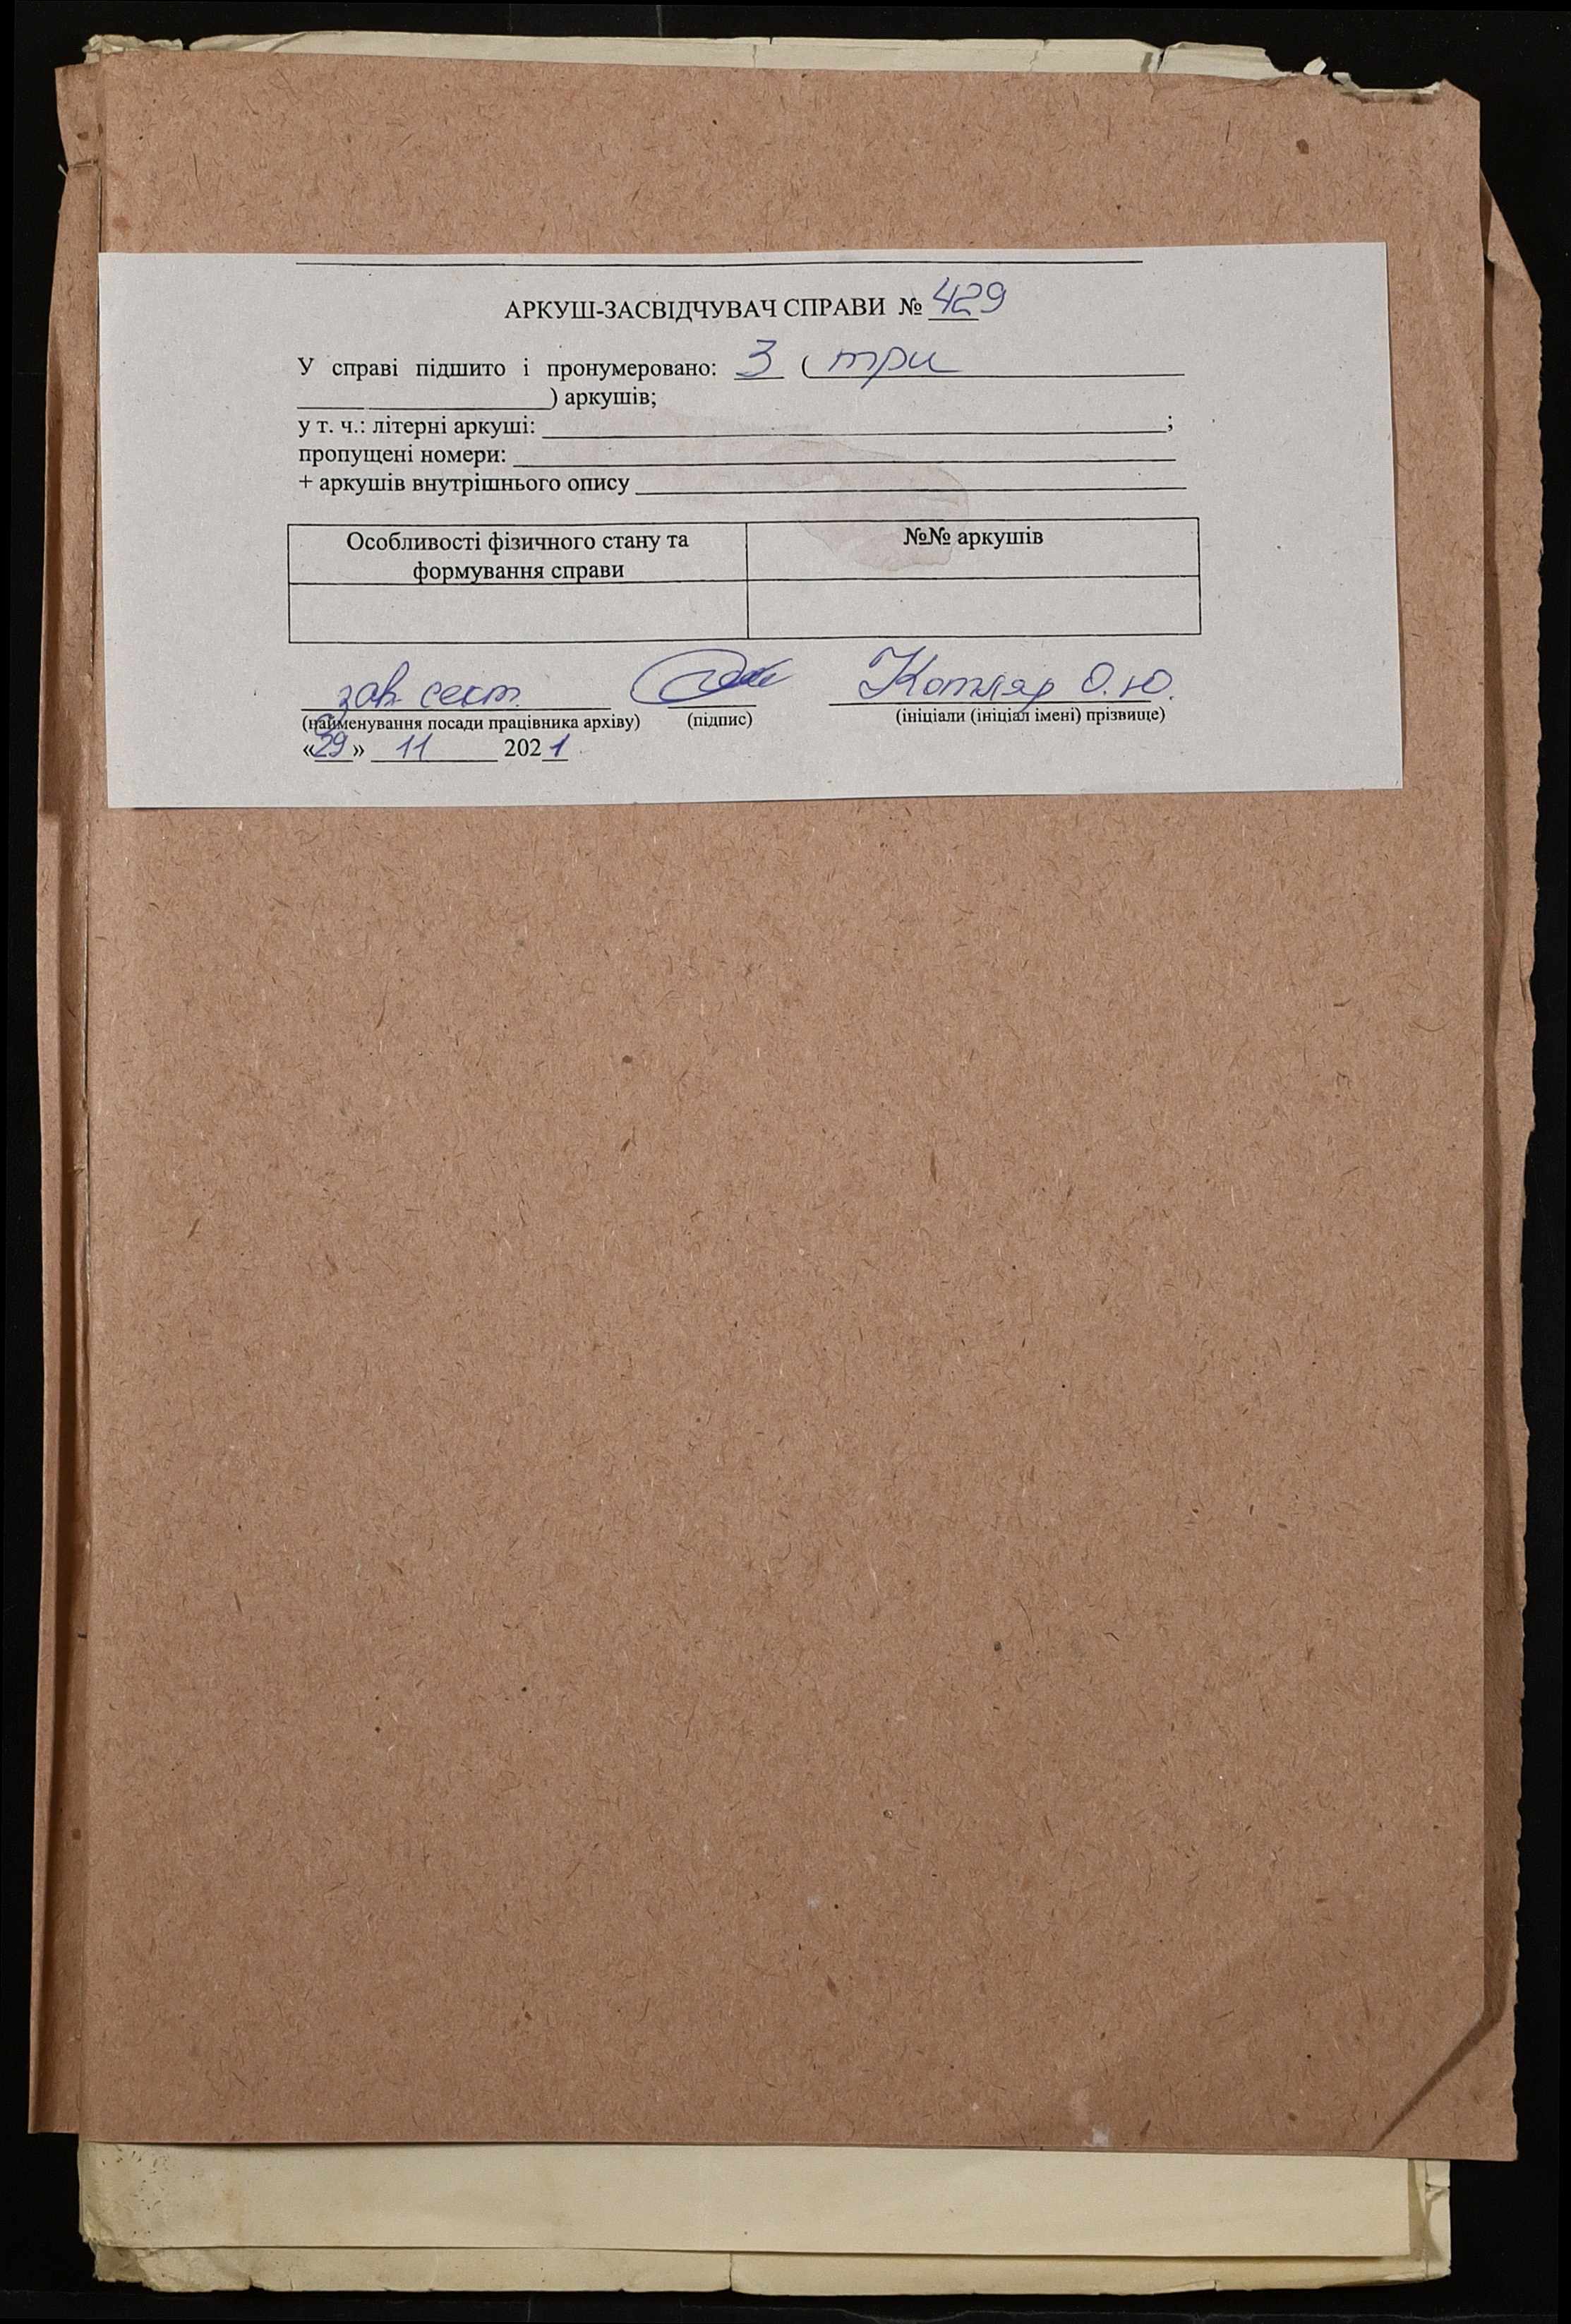 АРКУШ-ЗАСВІДЧУВАЧ СПРАВИ № 429
У справі підшито і пронумеровано: 3 ( три
) аркушів;
у т. ч.: літерні аркуші: ;
пропущені номери:
+ аркушів внутрішнього опису
Особливості фізичного стану та №№ аркушів
формування справи
зав. сект. Котляр О.Ю.
(найменування посади працівника архіву) (підпис) (ініціали (ініціал імені) прізвище)
«29» 11 2021